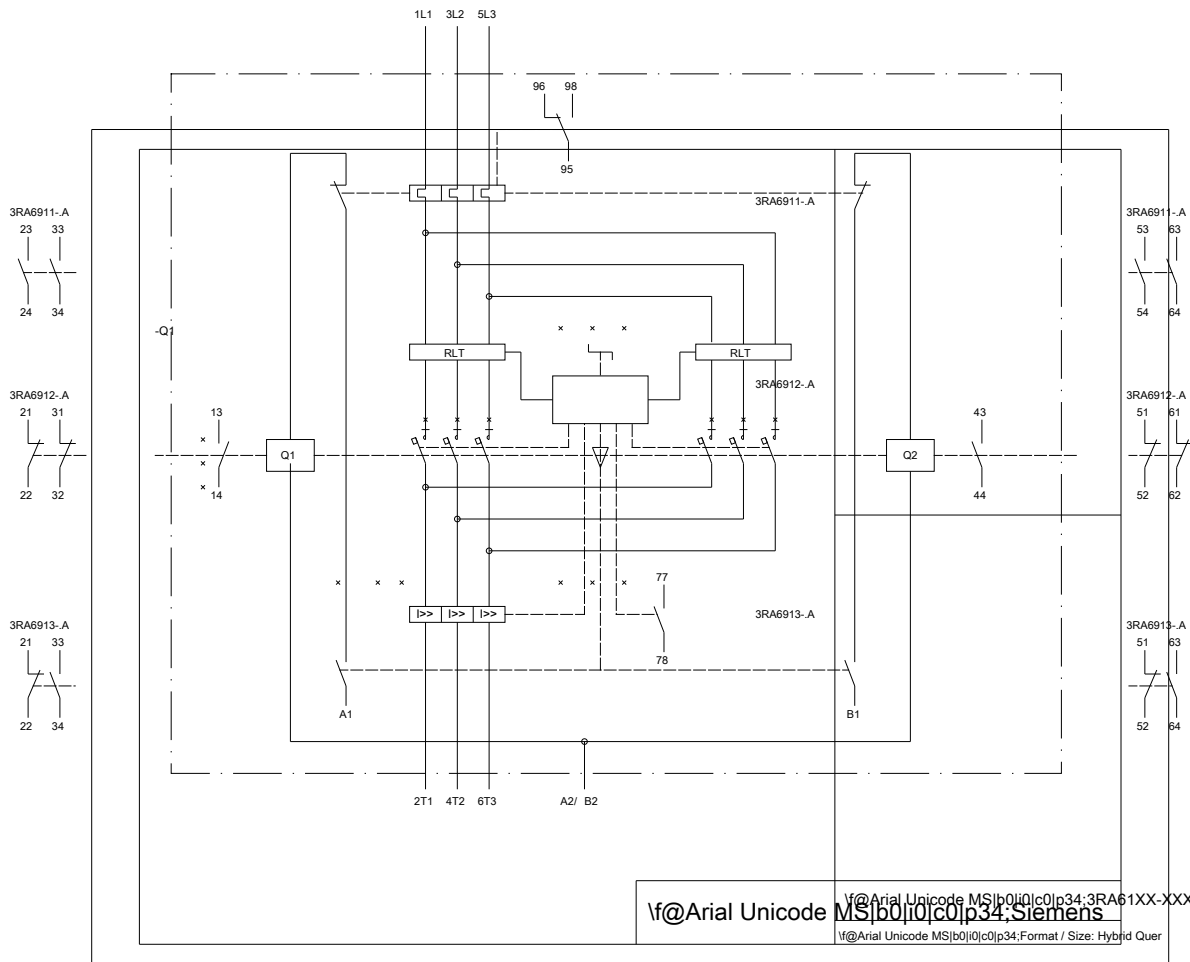 1L1 3L2 5L3
96 98
95
3RA6911-.A
3RA6911-.A
3RA6911-.A
23 33
53 63
24 34
54 64
-Q1
RLT
RLT
3RA6912-.A
3RA6912-.A
3RA6912-.A
21 31
13
43
51 61
Q1
Q2
22 32
14
44
52 62
77
I>> I>> I>>
3RA6913-.A
3RA6913-.A
3RA6913-.A
21 33
51 63
78
A1
B1
22 34
52 64
2T1 4T2 6T3 A2/ B2
\f@Arial Unicode MS|b0|i0|c0|p34;3RA61XX-XXX
\f@Arial Unicode MS|b0|i0|c0|p34;Siemens
\f@Arial Unicode MS|b0|i0|c0|p34;Format / Size: Hybrid Quer